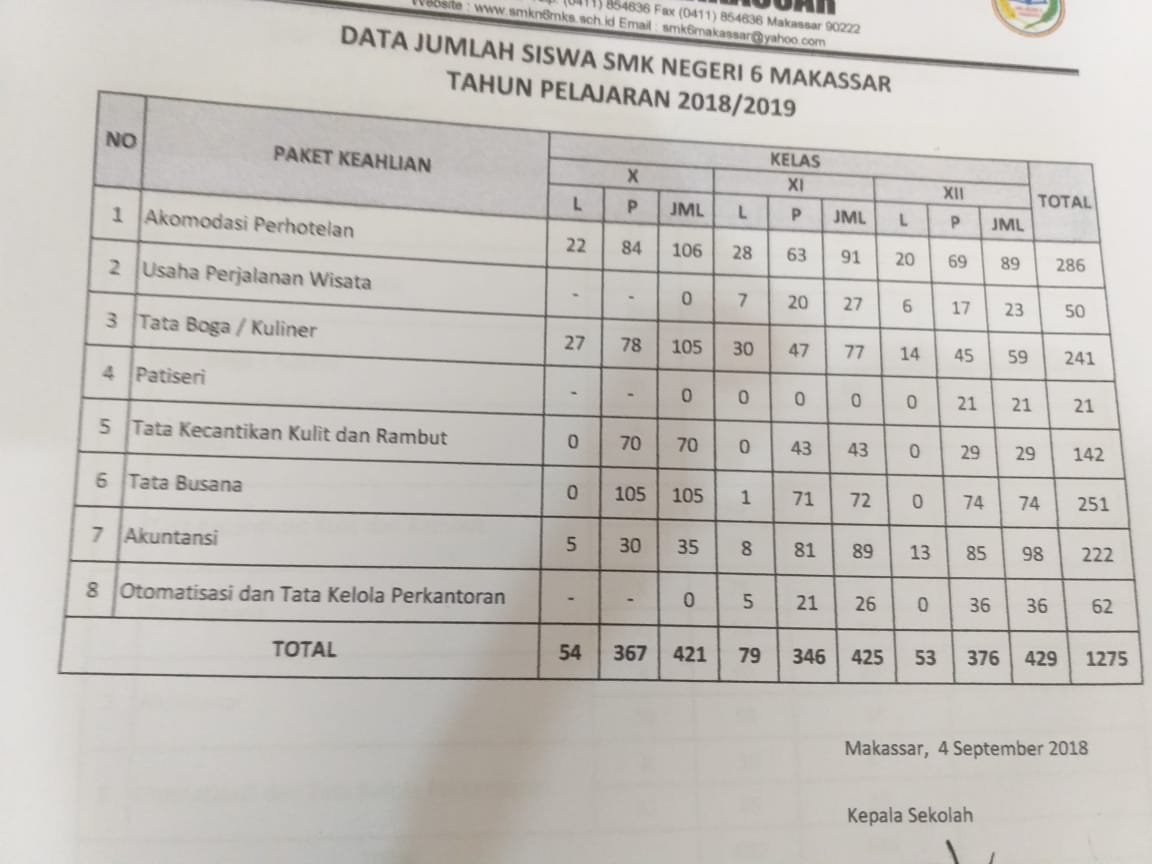 (0411) 854636 Fax (0411) 854636 Makassar 90222
Website : www.smkn6mks.sch.id Email : smk6makassar@yahoo.com
DATA JUMLAH SISWA SMK NEGERI 6 MAKASSAR
TAHUN PELAJARAN 2018/2019
NO PAKET KEAHLIAN KELAS TOTAL
X XI XII
L P JML L P JML L P JML
1 Akomodasi Perhotelan 22 84 106 28 63 91 20 69 89 286
2 Usaha Perjalanan Wisata - - 0 7 20 27 6 17 23 50
3 Tata Boga / Kuliner 27 78 105 30 47 77 14 45 59 241
4 Patiseri - - 0 0 0 0 0 21 21 21
5 Tata Kecantikan Kulit dan Rambut 0 70 70 0 43 43 0 29 29 142
6 Tata Busana 0 105 105 1 71 72 0 74 74 251
7 Akuntansi 5 30 35 8 81 89 13 85 98 222
8 Otomatisasi dan Tata Kelola Perkantoran - - 0 5 21 26 0 36 36 62
TOTAL 54 367 421 79 346 425 53 376 429 1275
Makassar, 4 September 2018
Kepala Sekolah